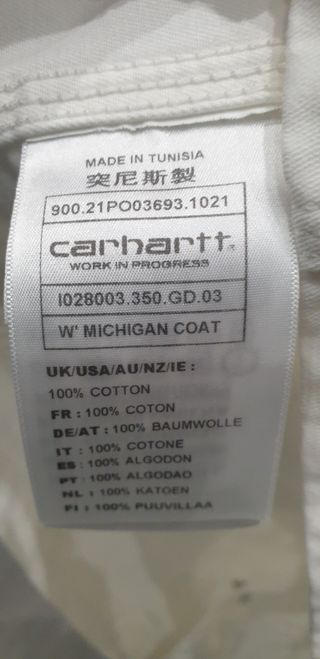 MADE IN TUNISIA
突尼斯製
900.21PO03693.1021
carhartt
WORK IN PROGRESS
I028003.350.GD.03
W' MICHIGAN COAT
UK/USA/AU/NZ/IE :
100% COTTON
FR : 100% COTON
DE/AT : 100% BAUMWOLLE
IT : 100% COTONE
ES : 100% ALGODON
PT : 100% ALGODAO
NL : 100% KATOEN
FI : 100% PUUVILLAA